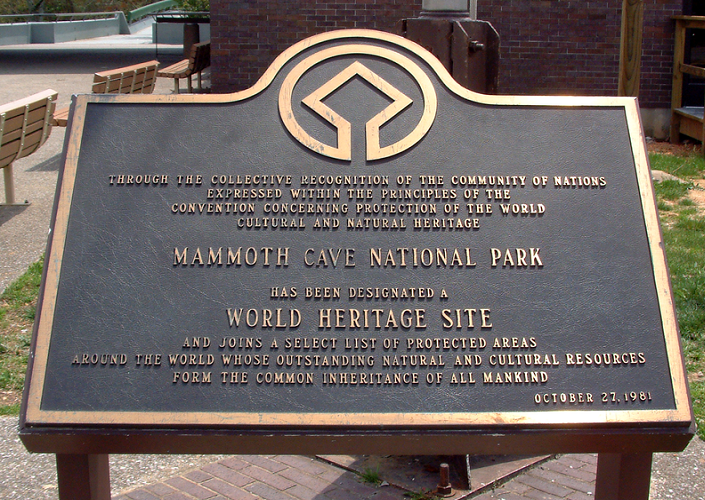 THROUGH THE COLLECTIVE RECOGNITION OF THE COMMUNITY OF NATIONS
EXPRESSED WITHIN THE PRINCIPLES OF THE
CONVENTION CONCERNING PROTECTION OF THE WORLD
CULTURAL AND NATURAL HERITAGE
MAMMOTH CAVE NATIONAL PARK
HAS BEEN DESIGNATED A
WORLD HERITAGE SITE
AND JOINS A SELECT LIST OF PROTECTED AREAS
AROUND THE WORLD WHOSE OUTSTANDING NATURAL AND CULTURAL RESOURCES
FORM THE COMMON INHERITANCE OF ALL MANKIND
OCTOBER 27, 1981